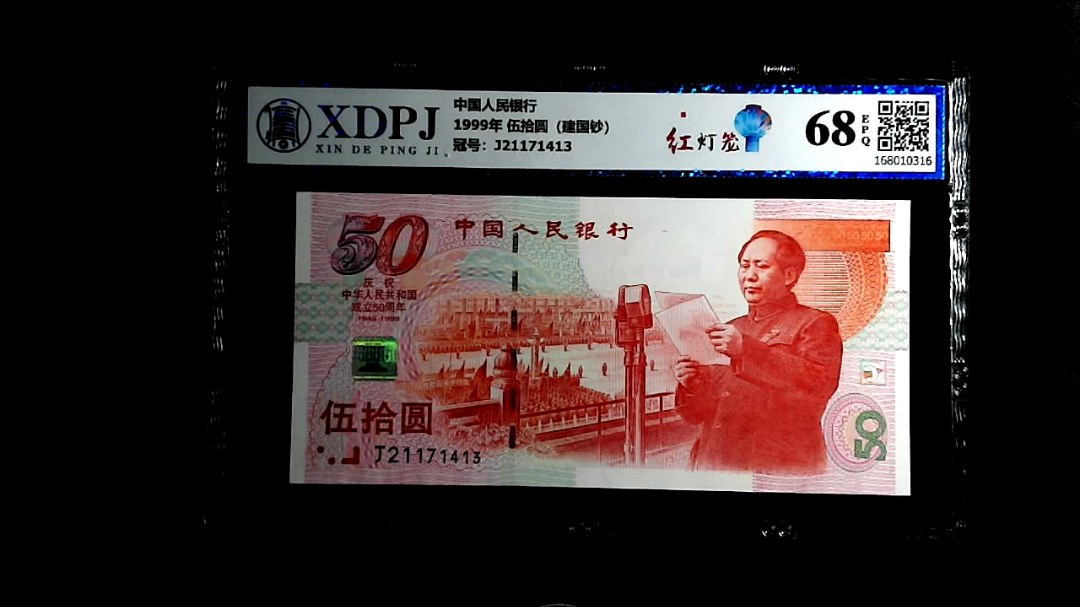 XDPJ
XIN DE PING JI
中国人民银行
1999年 伍拾圆（建国钞）
冠号：J21171413
红灯签
68
EPQ
168010316
50
中国人民银行
庆祝
中华人民共和国
成立50周年
1949-1999
伍拾圆
J21171413
50